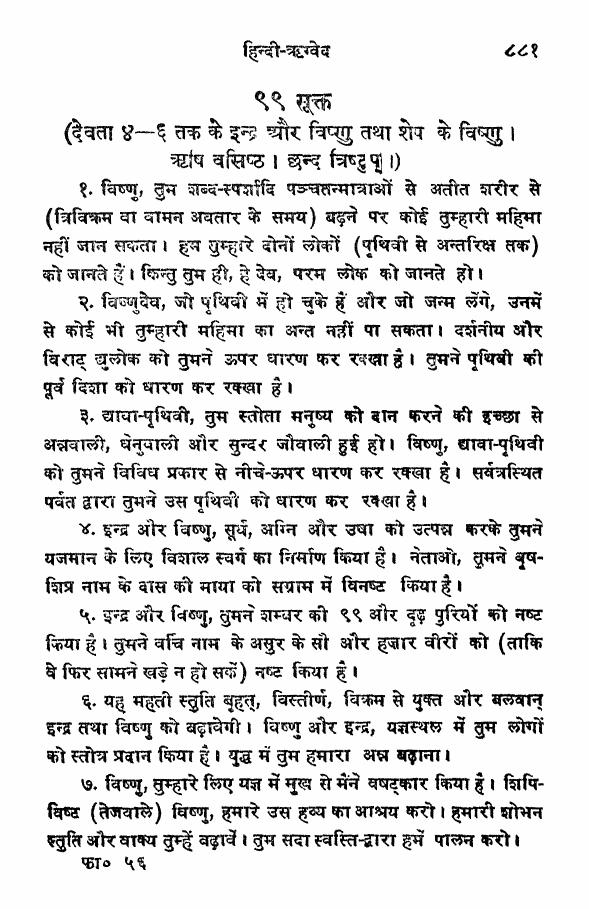 हिन्दी-ऋग्वेद ८८१
९९ सूक्त
(देवता ४—६ तक के इन्द्र और विष्णु तथा शेष के विष्णु।
ऋषि वसिष्ठ। छन्द त्रिष्टुप्।)
१. विष्णु, तुम शब्द-स्पर्शादि पञ्चतन्मात्राओं से अतीत शरीर से
(त्रिविक्रम वा वामन अवतार के समय) बढ़ने पर कोई तुम्हारी महिमा
नहीं जान सकता। हम तुम्हारे दोनों लोकों (पृथिवी से अन्तरिक्ष तक)
को जानते हैं। किन्तु तुम ही, हे देब, परम लोक को जानते हो।
२. विष्णुदेव, जो पृथिवी में हो चुके हैं और जो जन्म लेंगे, उनमें
से कोई भी तुम्हारी महिमा का अन्त नहीं पा सकता। दर्शनीय और
विराट् द्युलोक को तुमने ऊपर धारण कर रक्खा है। तुमने पृथिवी की
पूर्व दिशा को धारण कर रक्खा है।
३. द्यावा-पृथिवी, तुम स्तोता मनुष्य को दान करने की इच्छा से
अन्नवाली, धेनुवाली और सुन्दर जौवाली हुई हो। विष्णु, द्यावा-पृथिवी
को तुमने विविध प्रकार से नीचे-ऊपर धारण कर रक्खा है। सर्वत्रस्थित
पर्वत द्वारा तुमने उस पृथिवी को धारण कर रक्खा है।
४. इन्द्र और विष्णु, सूर्य, अग्नि और उषा को उत्पन्न करके तुमने
यजमान के लिए विशाल स्वर्ग का निर्माण किया है। नेताओ, तुमने वृष-
शिप्र नाम के दास की माया को सग्राम में विनष्ट किया है।
५. इन्द्र और विष्णु, तुमने शम्बर की ९९ और दृढ़ पुरियों को नष्ट
किया है। तुमने वर्चि नाम के असुर के सौ और हजार वीरों को (ताकि
वे फिर सामने खड़े न हो सकें) नष्ट किया है।
६. यह महती स्तुति बृहत्, विस्तीर्ण, विक्रम से युक्त और बलवान्
इन्द्र तथा विष्णु को बढ़ावेगी। विष्णु और इन्द्र, यज्ञस्थल में तुम लोगों
को स्तोत्र प्रदान किया है। युद्ध में तुम हमारा अन्न बढ़ाना।
७. विष्णु, तुम्हारे लिए यज्ञ में मुख से मैंने वषट्कार किया है। शिपि-
विष्ट (तेजवाले) विष्णु, हमारे उस हव्य का आश्रय करो। हमारी शोभन
स्तुति और वाक्य तुम्हें बढ़ावें। तुम सदा स्वस्ति-द्वारा हमें पालन करो।
फा० ५६